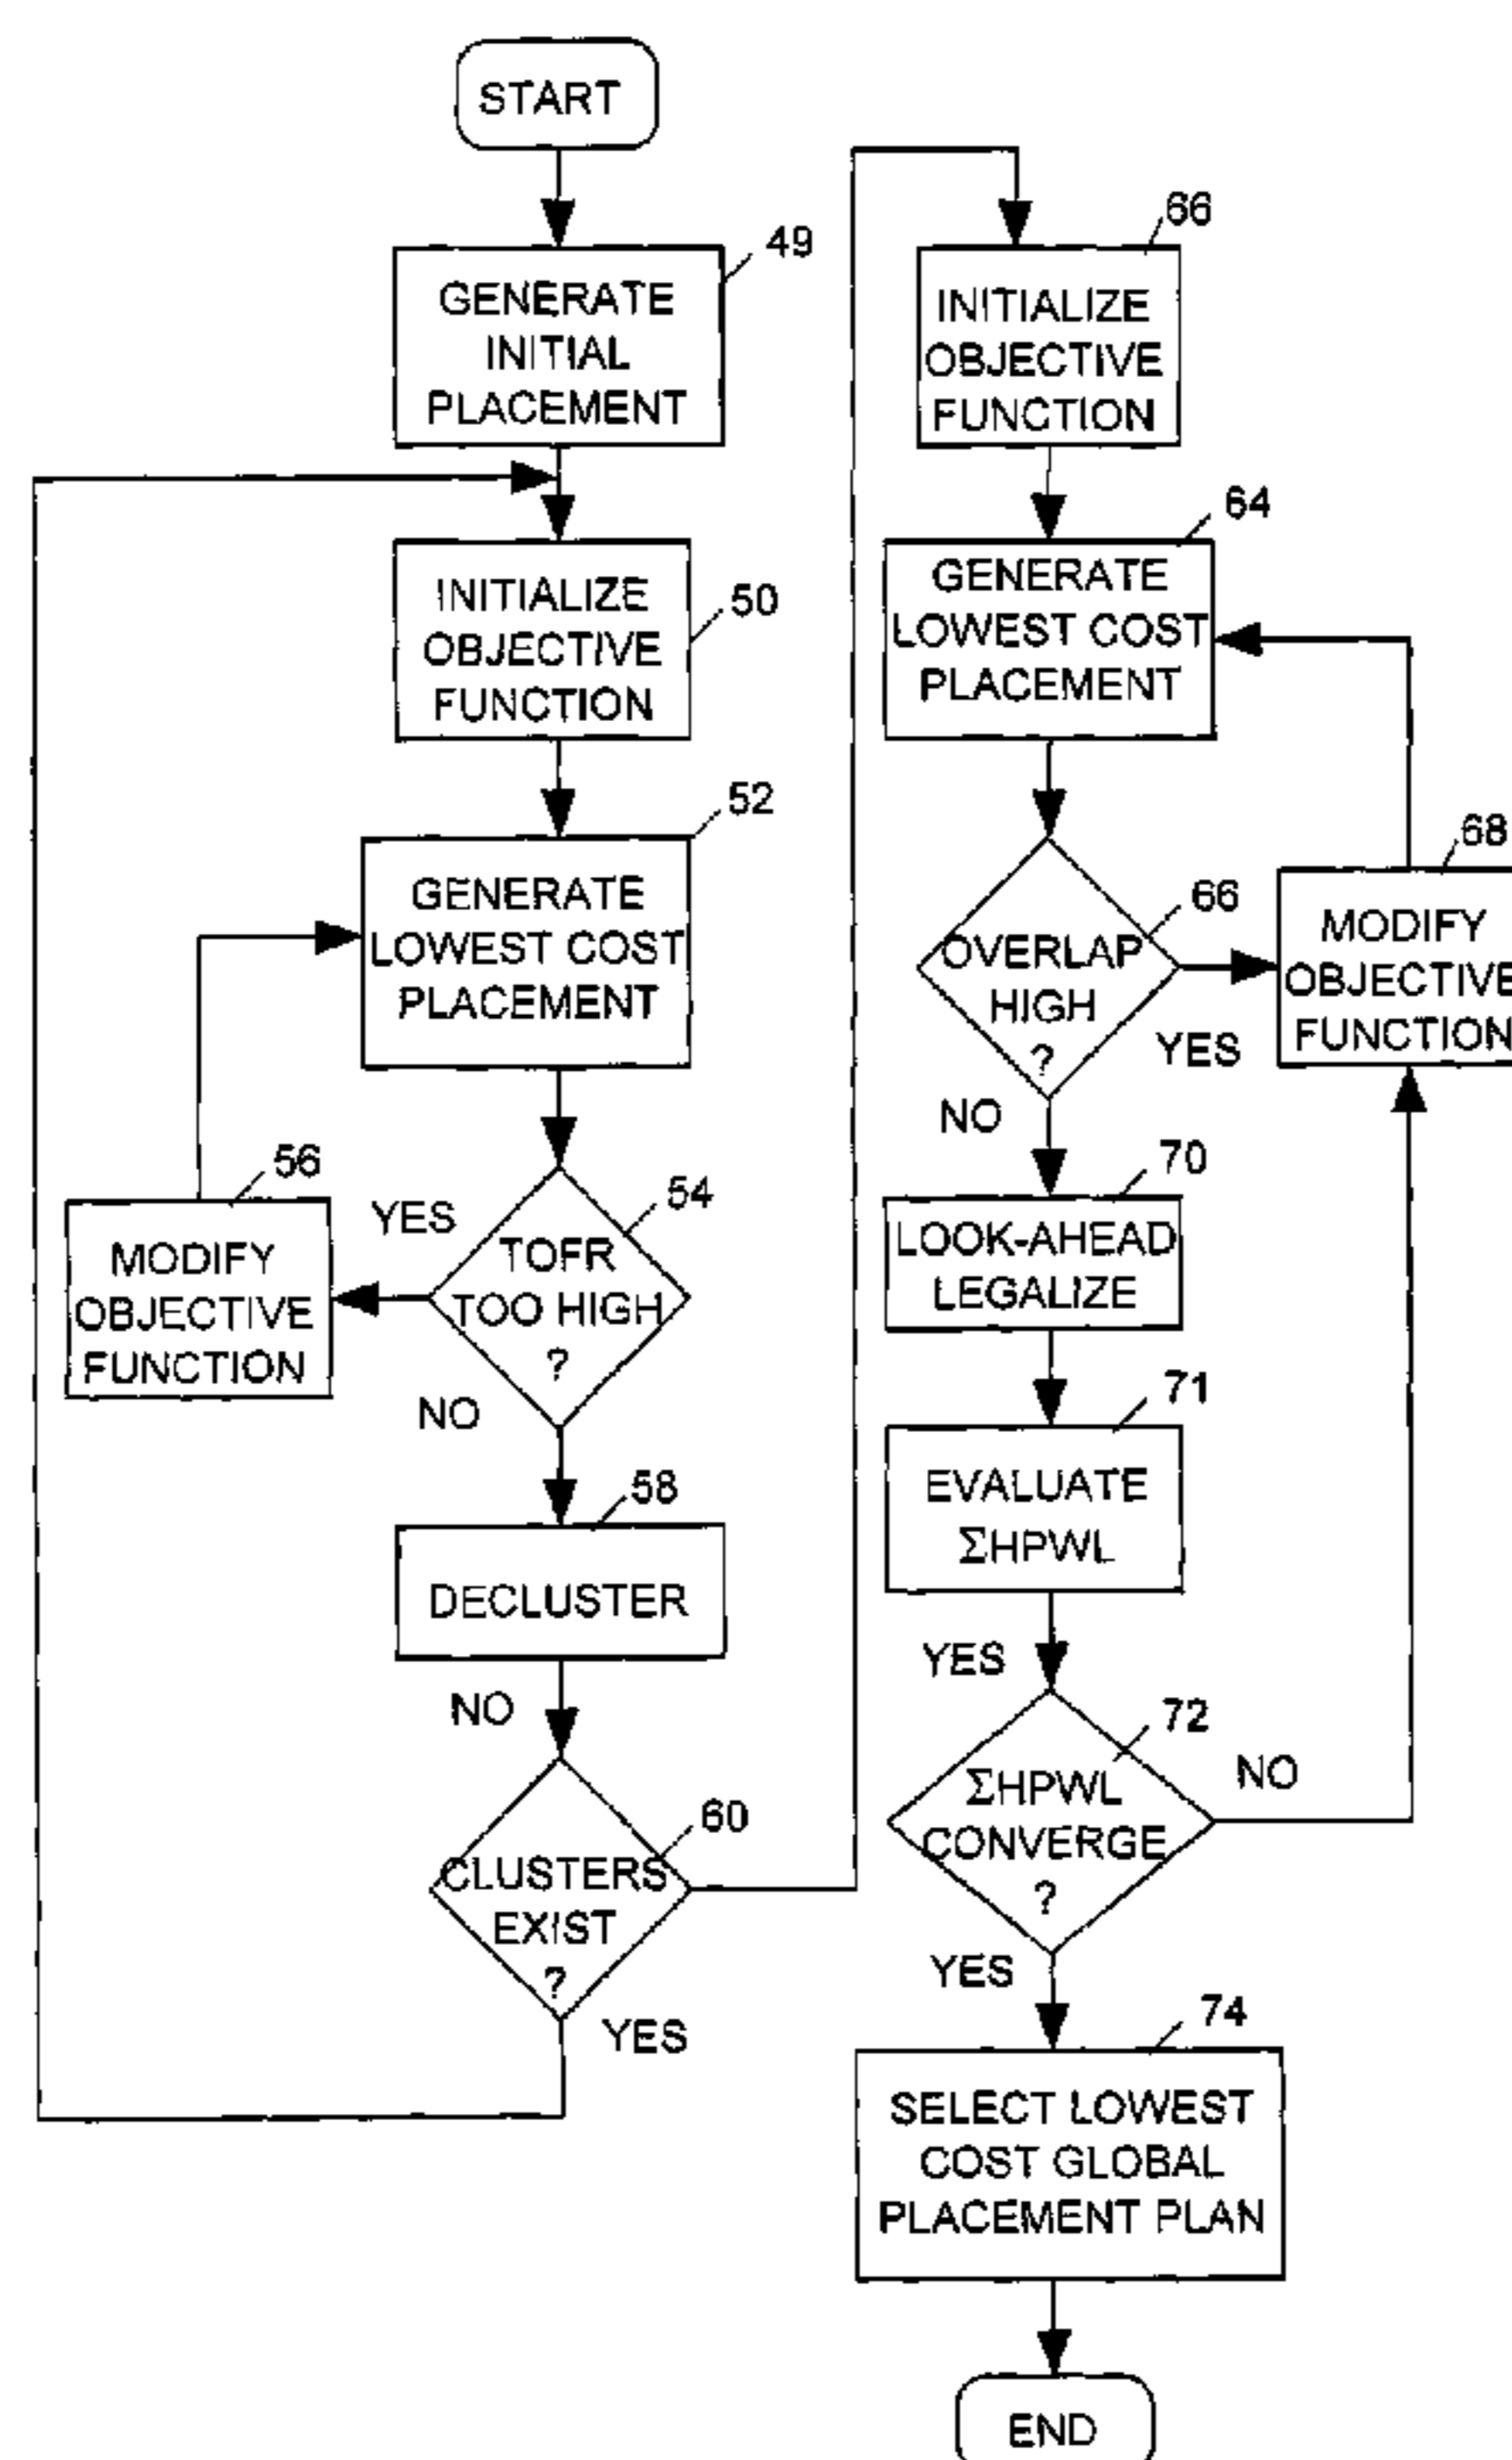 START
49
GENERATE
INITIAL
PLACEMENT
INITIALIZE
OBJECTIVE
FUNCTION
50
52
GENERATE
LOWEST COST
PLACEMENT
56
MODIFY
OBJECTIVE
FUNCTION
YES
54
TOFR
TOO HIGH
?
NO
58
DECLUSTER
NO
60
CLUSTERS
EXIST
?
YES
66
INITIALIZE
OBJECTIVE
FUNCTION
64
GENERATE
LOWEST COST
PLACEMENT
66
OVERLAP
HIGH
?
YES
68
MODIFY
OBJECTIVE
FUNCTION
NO
70
LOOK-AHEAD
LEGALIZE
71
EVALUATE
ΣHPWL
YES
72
ΣHPWL
CONVERGE
?
NO
YES
74
SELECT LOWEST
COST GLOBAL
PLACEMENT PLAN
END